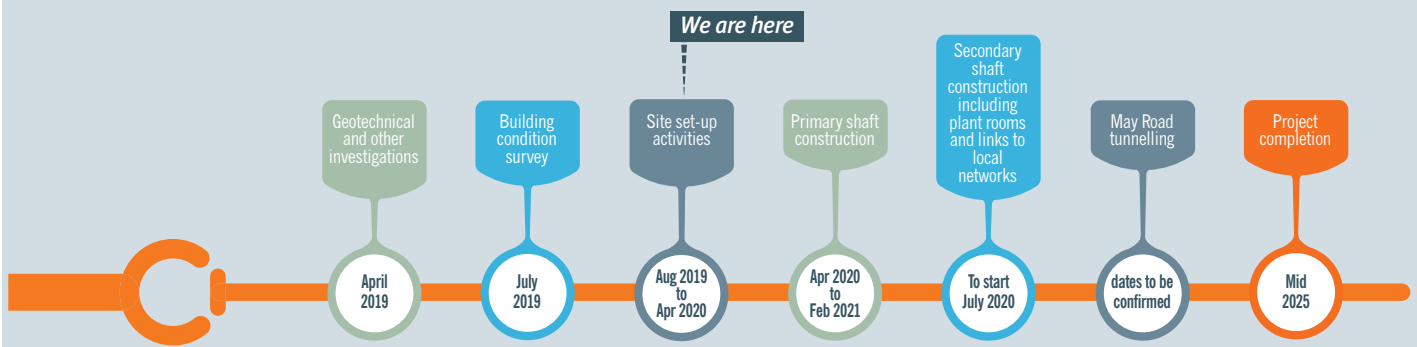 We are here
Geotechnical
and other
investigations
Building
condition
survey
Site set-up
activities
Primary shaft
construction
Secondary
shaft
construction
including
plant rooms
and links to
local
networks
May Road
tunnelling
Project
completion
April
2019
July
2019
Aug 2019
to
Apr 2020
Apr 2020
to
Feb 2021
To start
July 2020
dates to be
confirmed
Mid
2025